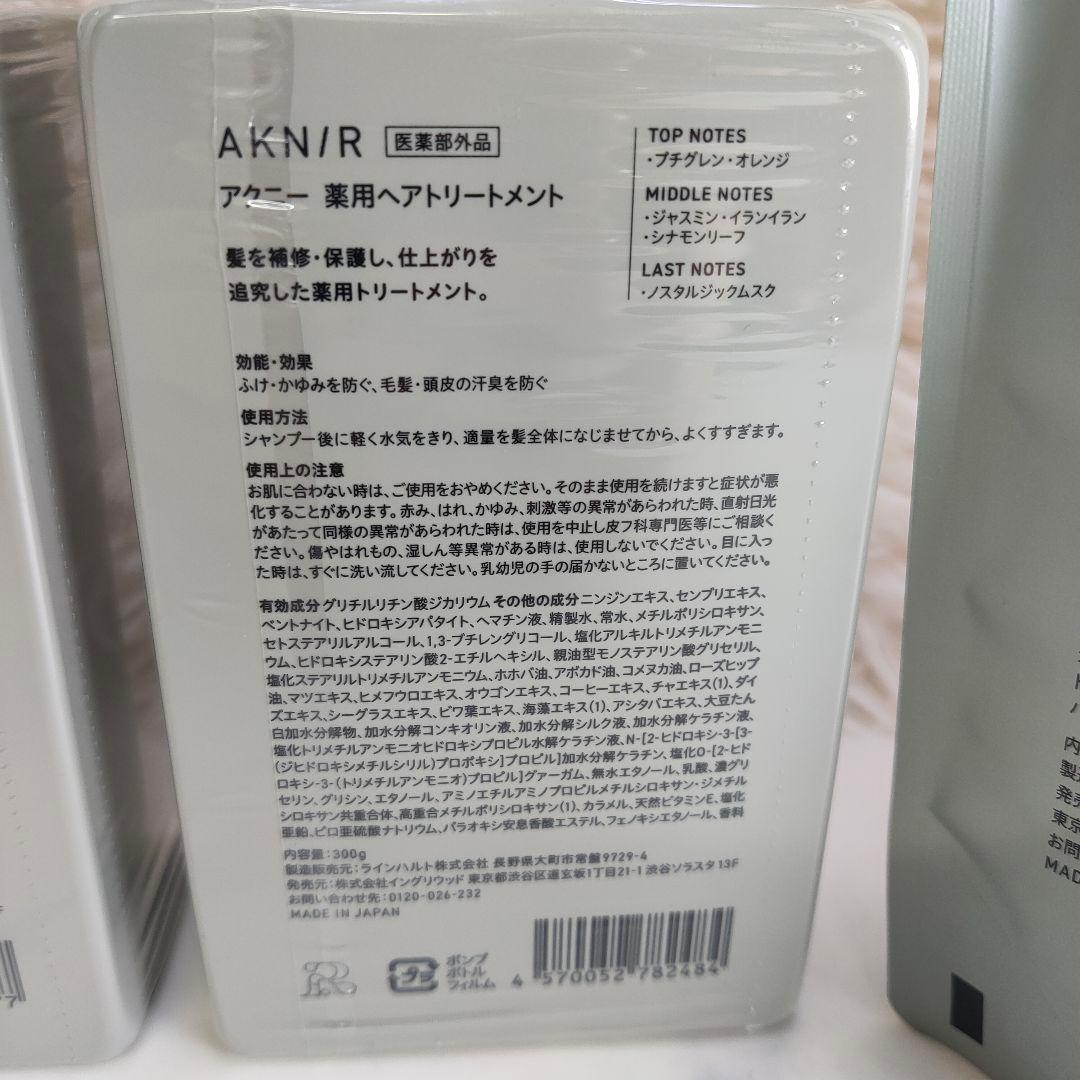 AKN/R 医薬部外品
アクニー 薬用ヘアトリートメント
髪を補修・保護し、仕上がりを
追究した薬用トリートメント。
TOP NOTES
・プチグレン・オレンジ
MIDDLE NOTES
・ジャスミン・イランイラン
・シナモンリーフ
LAST NOTES
・ノスタルジックムスク
効能・効果
ふけ・かゆみを防ぐ、毛髪・頭皮の汗臭を防ぐ
使用方法
シャンプー後に軽く水気をきり、適量を髪全体になじませてから、よくすすぎます。
使用上の注意
お肌に合わない時は、ご使用をおやめください。そのまま使用を続けますと症状が悪
化することがあります。赤み、はれ、かゆみ、刺激等の異常があらわれた時、直射日光
があたって同様の異常があらわれた時は、使用を中止し皮フ科専門医等にご相談く
ださい。傷やはれもの、湿しん等異常がある時は、使用しないでください。目に入っ
た時は、すぐに洗い流してください。乳幼児の手の届かないところに置いてください。
有効成分 グリチルリチン酸ジカリウム その他の成分 ニンジンエキス、センブリエキス、
ベントナイト、ヒドロキシアパタイト、ヘマチン液、精製水、常水、メチルポリシロキサン、
セトステアリルアルコール、1,3-ブチレングリコール、塩化アルキルトリメチルアンモニ
ウム、ヒドロキシステアリン酸2-エチルヘキシル、親油型モノステアリン酸グリセリル、
塩化ステアリルトリメチルアンモニウム、ホホバ油、アボカド油、コメヌカ油、ローズヒップ
油、マツエキス、ヒメフウロエキス、オウゴンエキス、コーヒーエキス、チャエキス(1)、ダイ
ズエキス、シーグラスエキス、ビワ葉エキス、海藻エキス(1)、アシタバエキス、大豆たん
白加水分解物、加水分解コンキオリン液、加水分解シルク液、加水分解ケラチン液、
塩化トリメチルアンモニオヒドロキシプロピル水解ケラチン液、N-[2-ヒドロキシ-3-[3-
(ジヒドロキシメチルシリル)プロポキシ]プロピル]加水分解ケラチン、塩化O-[2-ヒド
ロキシ-3-(トリメチルアンモニオ)プロピル]グァーガム、無水エタノール、乳酸、濃グリ
セリン、グリシン、エタノール、アミノエチルアミノプロピルメチルシロキサン・ジメチル
シロキサン共重合体、高重合メチルポリシロキサン(1)、カラメル、天然ビタミンE、塩化
亜鉛、ピロ亜硫酸ナトリウム、パラオキシ安息香酸エステル、フェノキシエタノール、香料
内容量:300g
製造販売元:ラインハルト株式会社 長野県大町市常盤9729-4
発売元:株式会社イングリウッド 東京都渋谷区道玄坂1丁目21-1 渋谷ソラスタ13F
お問い合わせ先:0120-026-232
MADE IN JAPAN
プラ
ポンプ
ボトル
フィルム
4 570052 782484
内
製
発売
東京
お問
MAD